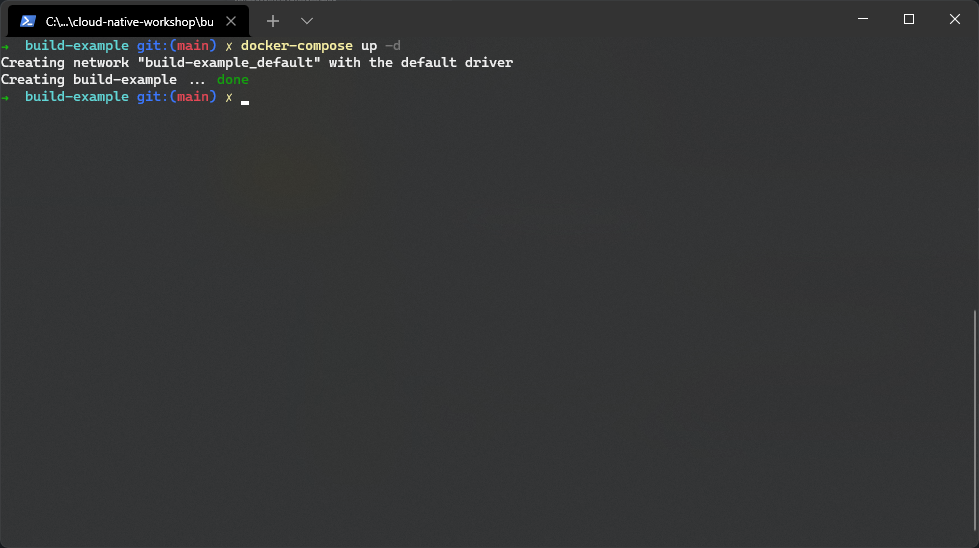 C:\...\cloud-native-workshop\bu
→ build-example git:(main) ✗ docker-compose up -d
Creating network "build-example_default" with the default driver
Creating build-example ... done
→ build-example git:(main) ✗